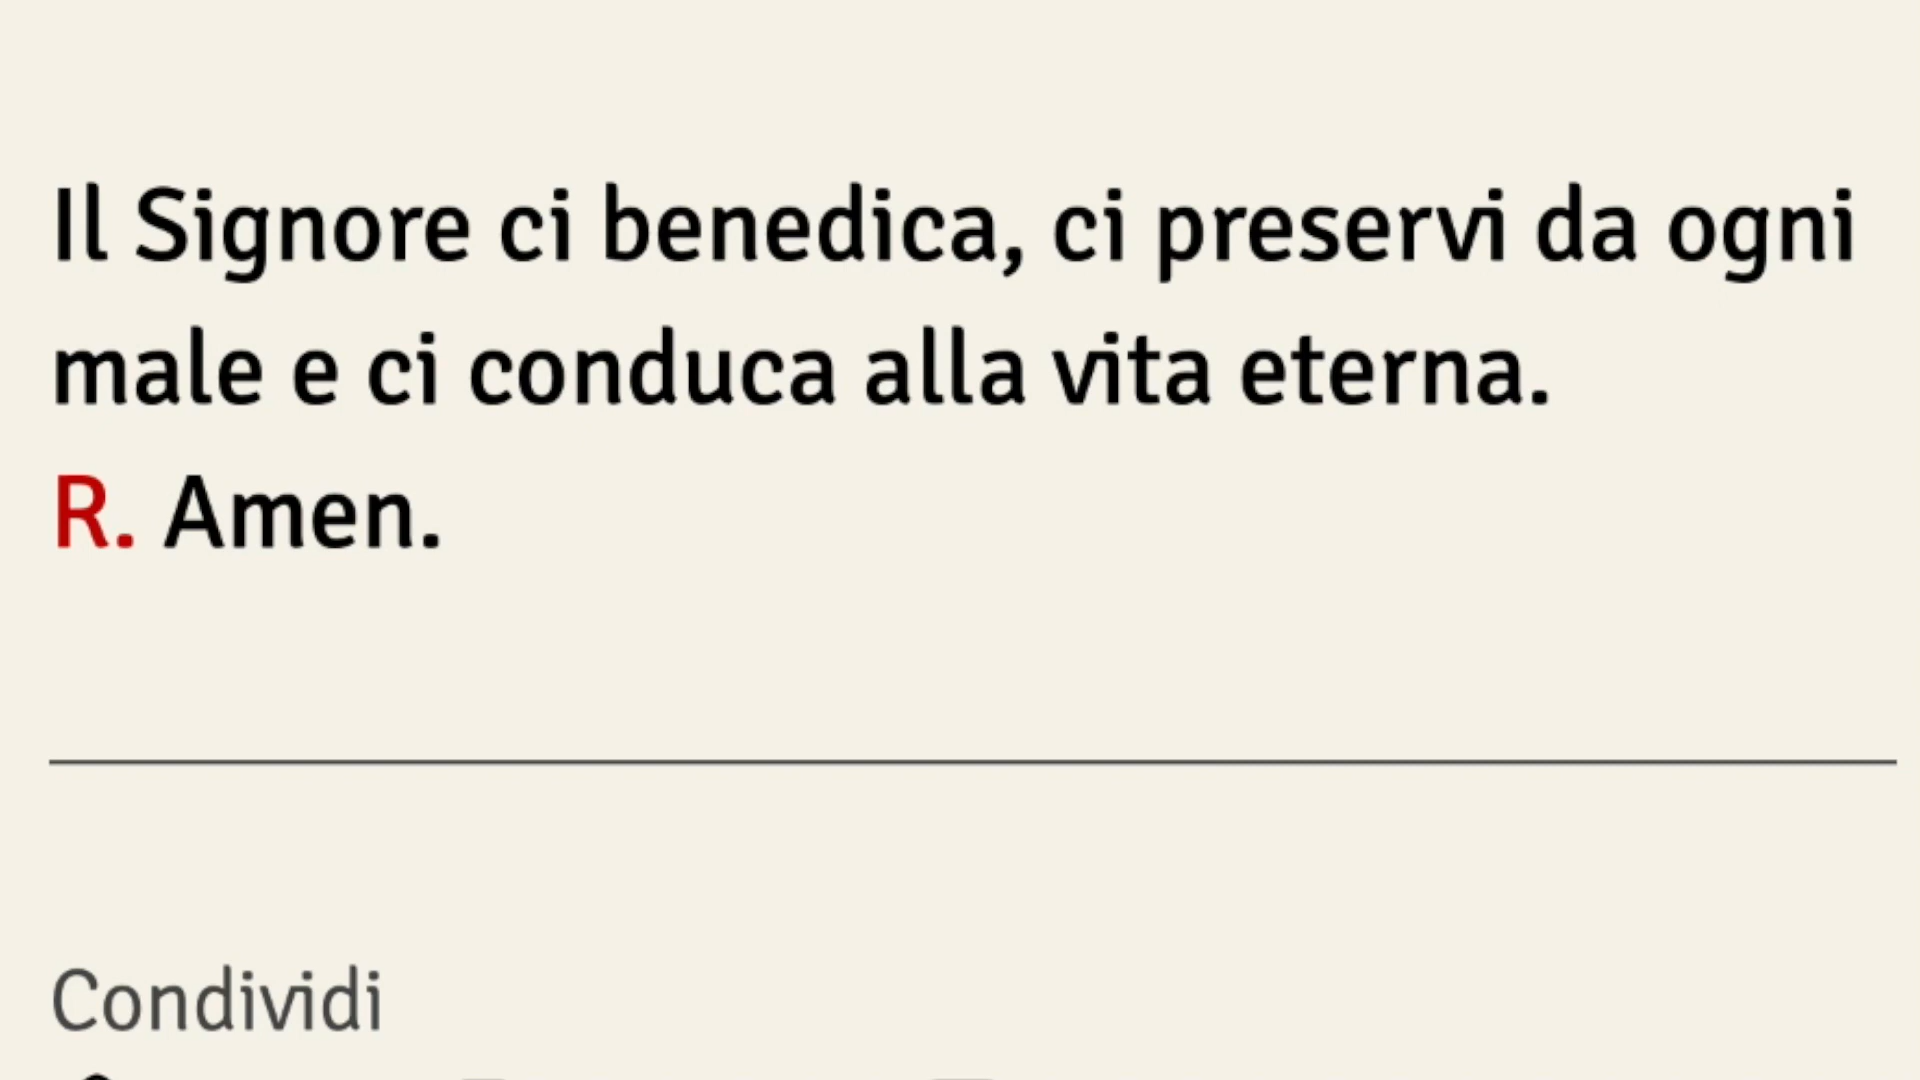 Il Signore ci benedica, ci preservi da ogni
male e ci conduca alla vita eterna.
R. Amen.
Condividi